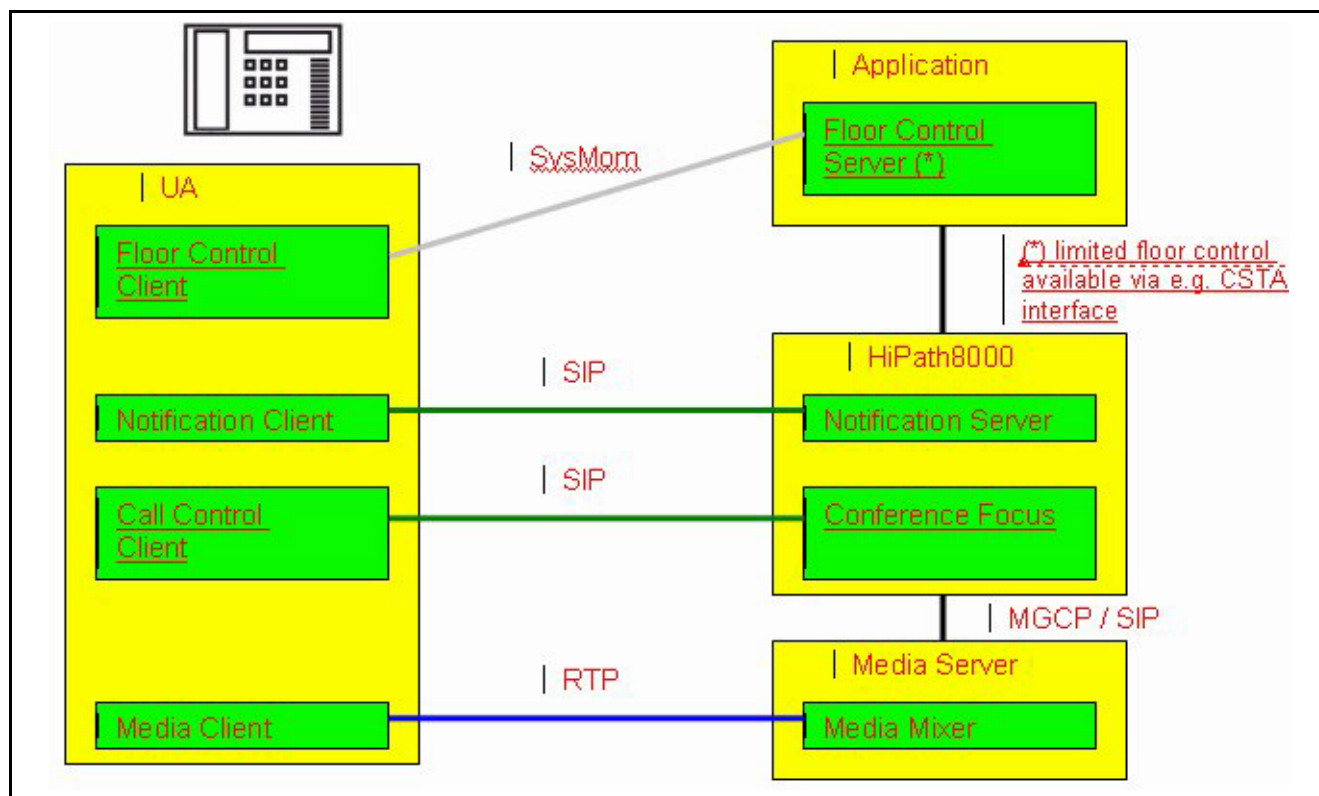 Application
Floor Control
Server (*)
SysMom
UA
Floor Control
Client
(*) limited floor control
available via e.g. CSTA
interface
HiPath8000
SIP
Notification Client
Notification Server
SIP
Call Control
Client
Conference Focus
MGCP / SIP
Media Server
RTP
Media Client
Media Mixer